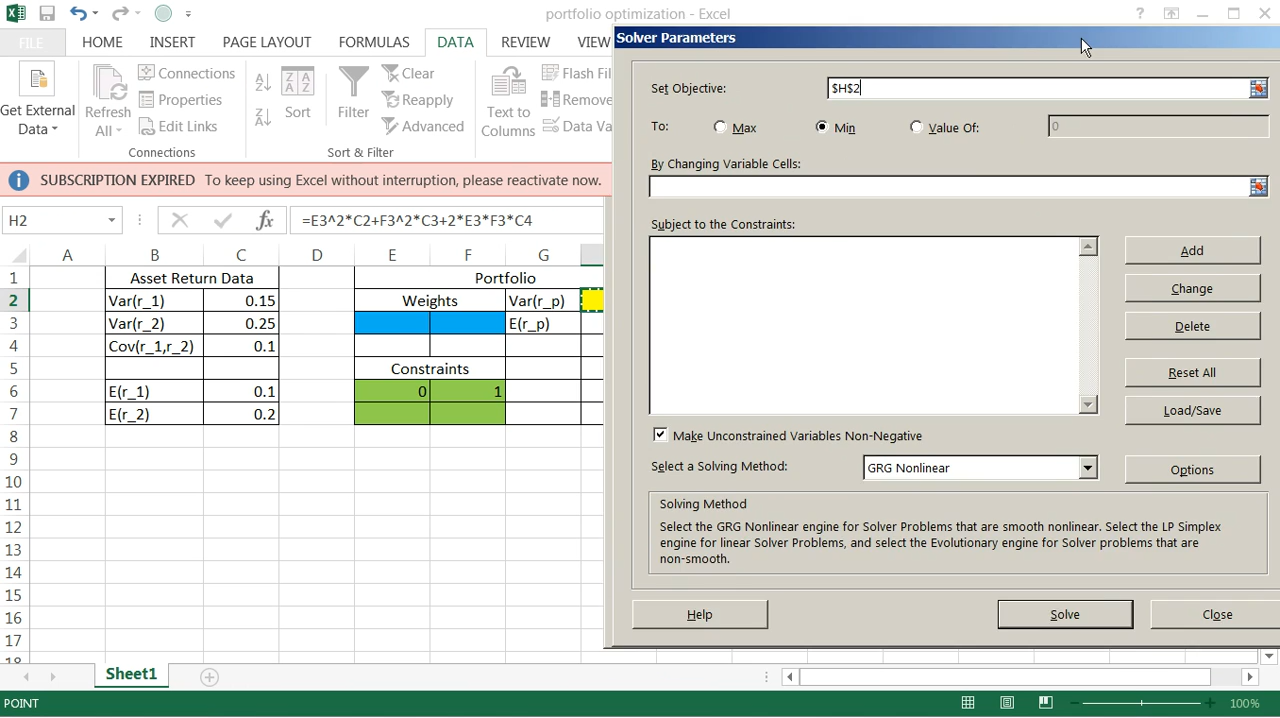 portfolio optimization - Excel
?
FILE HOME INSERT PAGE LAYOUT FORMULAS DATA REVIEW VIEW
Get External
Data
Refresh
All
Connections
Properties
Edit Links
Connections
Sort
Filter
Clear
Reapply
Advanced
Sort & Filter
Text to
Columns
Flash Fill
Remove
Data Va
SUBSCRIPTION EXPIRED To keep using Excel without interruption, please reactivate now.
H2 fx =E3^2*C2+F3^2*C3+2*E3*F3*C4
A B C D E F G
1 Asset Return Data Portfolio
2 Var(r_1) 0.15 Weights Var(r_p)
3 Var(r_2) 0.25 E(r_p)
4 Cov(r_1,r_2) 0.1
5 Constraints
6 E(r_1) 0.1 0 1
7 E(r_2) 0.2
8
9
10
11
12
13
14
15
16
17
18
Sheet1
POINT 100%
Solver Parameters
Set Objective: $H$2
To: Max Min Value Of: 0
By Changing Variable Cells:
Subject to the Constraints:
Add
Change
Delete
Reset All
Load/Save
Make Unconstrained Variables Non-Negative
Select a Solving Method: GRG Nonlinear Options
Solving Method
Select the GRG Nonlinear engine for Solver Problems that are smooth nonlinear. Select the LP Simplex
engine for linear Solver Problems, and select the Evolutionary engine for Solver problems that are
non-smooth.
Help Solve Close